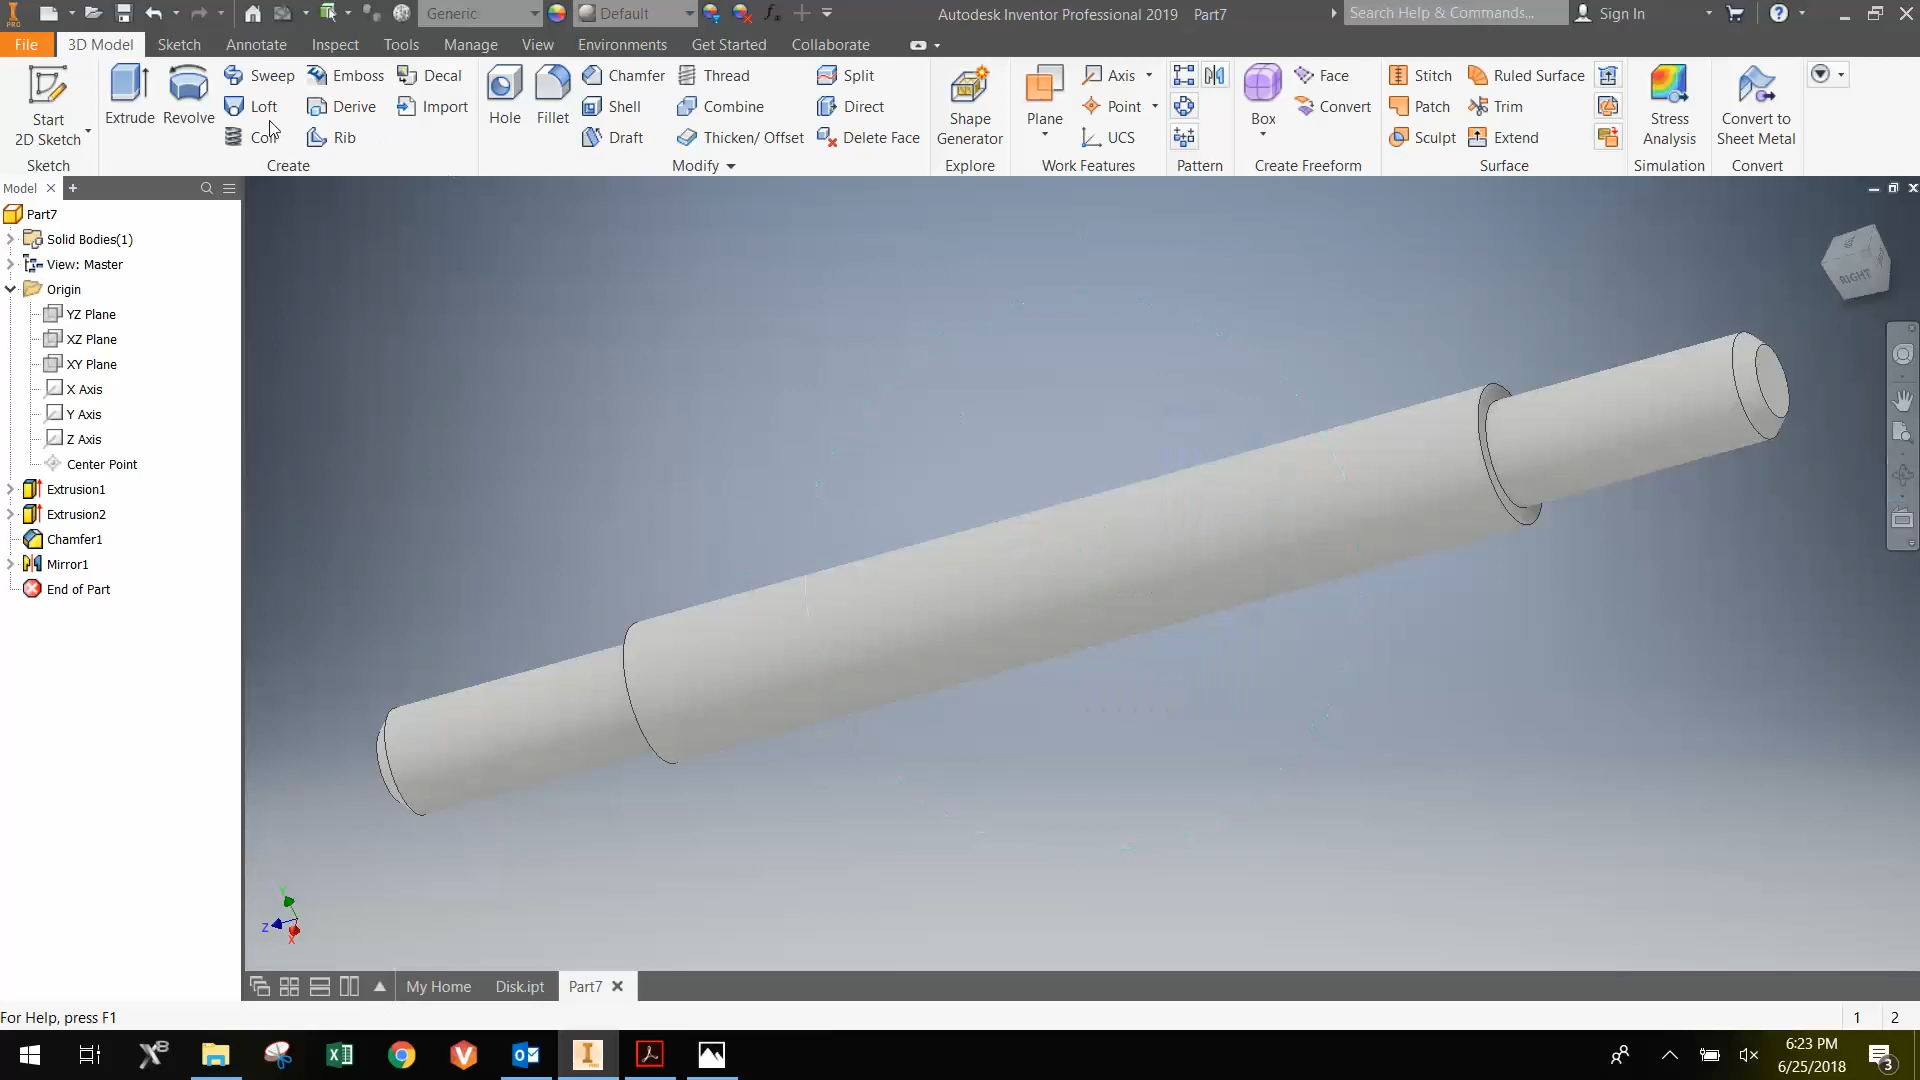 PRO
Generic
Default
fx
Autodesk Inventor Professional 2019 Part7
Search Help & Commands...
Sign In
File 3D Model Sketch Annotate Inspect Tools Manage View Environments Get Started Collaborate
Start
2D Sketch
Sketch
Extrude
Revolve
Sweep
Loft
Coil
Emboss
Derive
Rib
Decal
Import
Create
Hole
Fillet
Chamfer
Shell
Draft
Thread
Combine
Thicken/ Offset
Split
Direct
Delete Face
Modify
Shape
Generator
Explore
Plane
Axis
Point
UCS
Work Features
Pattern
Box
Face
Convert
Create Freeform
Stitch
Patch
Sculpt
Ruled Surface
Trim
Extend
Surface
Stress
Analysis
Simulation
Convert to
Sheet Metal
Convert
Model
Part7
Solid Bodies(1)
View: Master
Origin
YZ Plane
XZ Plane
XY Plane
X Axis
Y Axis
Z Axis
Center Point
Extrusion1
Extrusion2
Chamfer1
Mirror1
End of Part
RIGHT
Y
Z
X
My Home Disk.ipt Part7
For Help, press F1
1 2
6:23 PM
6/25/2018
3